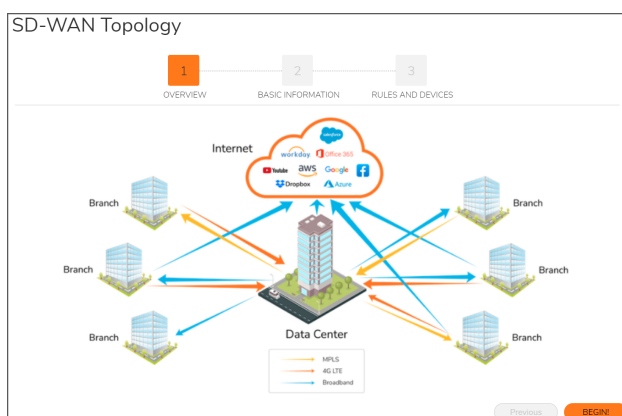 SD-WAN Topology
1
2
3
OVERVIEW
BASIC INFORMATION
RULES AND DEVICES
Internet
salesforce
workday
Office 365
YouTube
aws
Google
Dropbox
Azure
Branch
Branch
Branch
Branch
Branch
Branch
Data Center
MPLS
4G LTE
Broadband
Previous
BEGIN!